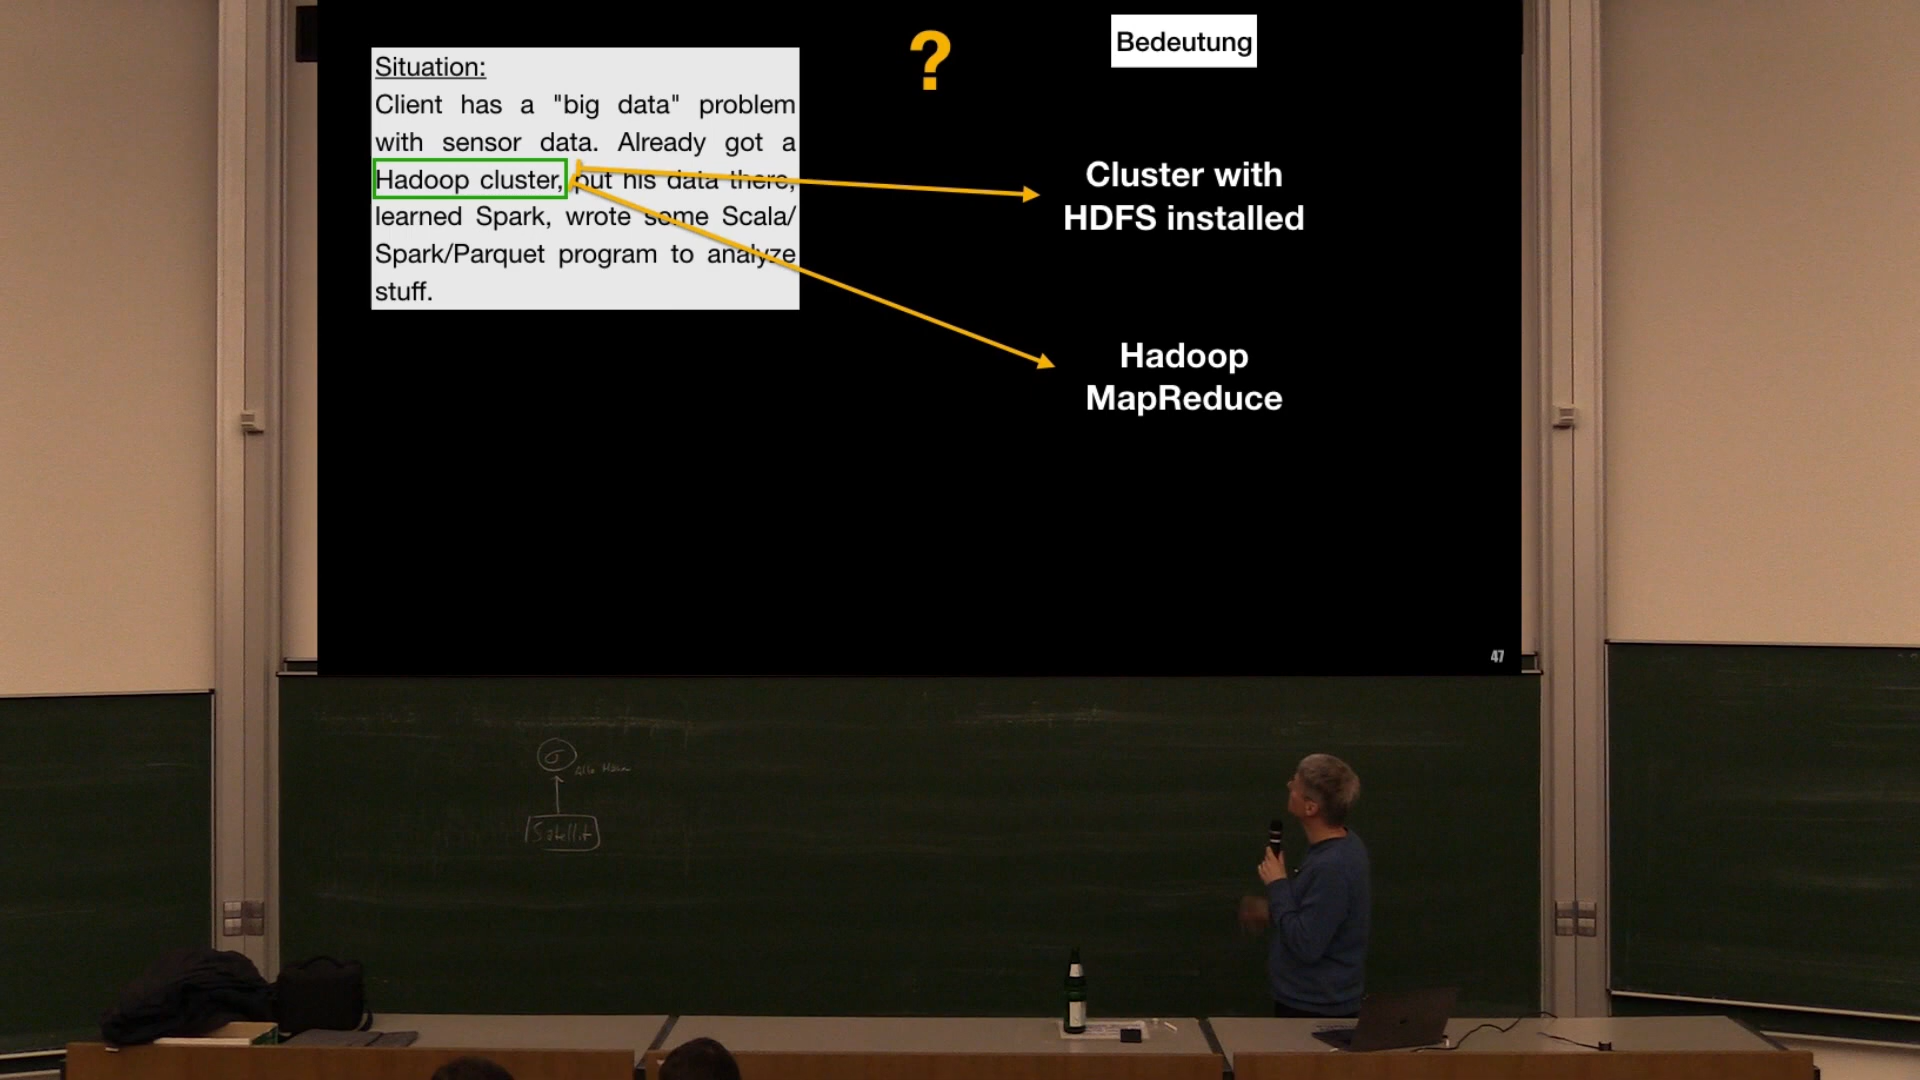 Situation:
Client has a "big data" problem
with sensor data. Already got a
Hadoop cluster, put his data there,
learned Spark, wrote some Scala/
Spark/Parquet program to analyze
stuff.
?
Bedeutung
Cluster with
HDFS installed
Hadoop
MapReduce
47
σ
Satellit